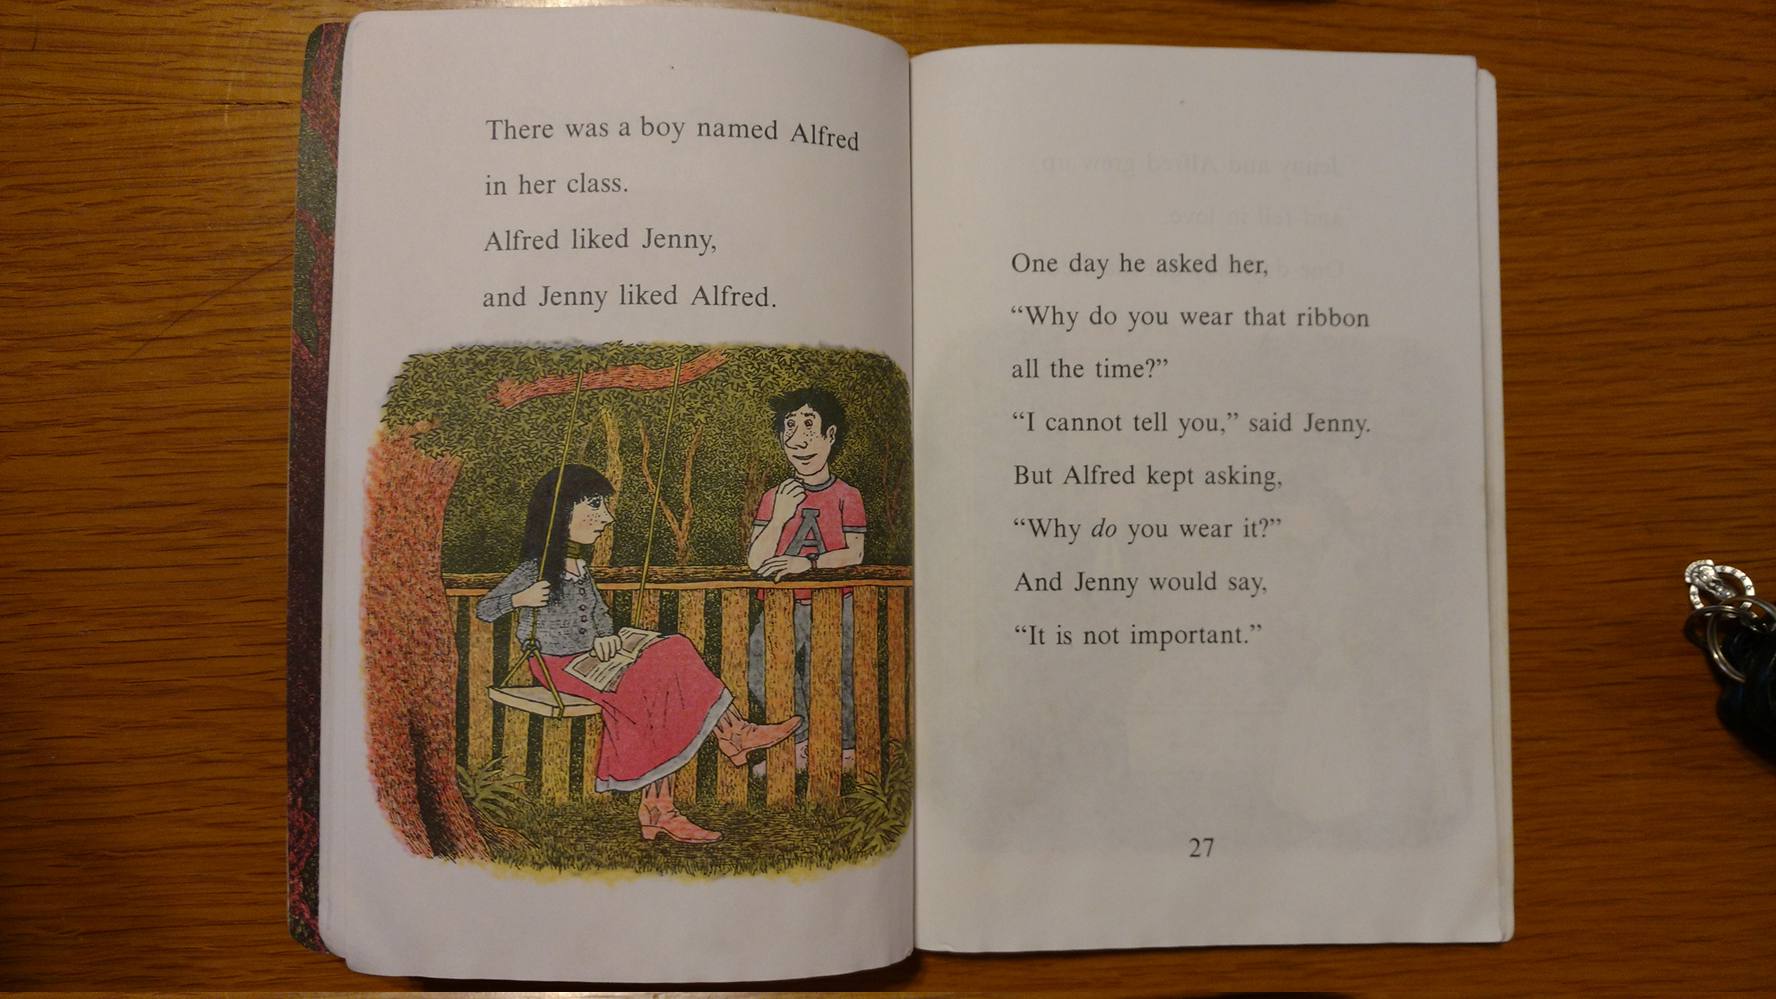 There was a boy named Alfred
in her class.
Alfred liked Jenny,
and Jenny liked Alfred.
A
One day he asked her,
“Why do you wear that ribbon
all the time?”
“I cannot tell you,” said Jenny.
But Alfred kept asking,
“Why do you wear it?”
And Jenny would say,
“It is not important.”
27